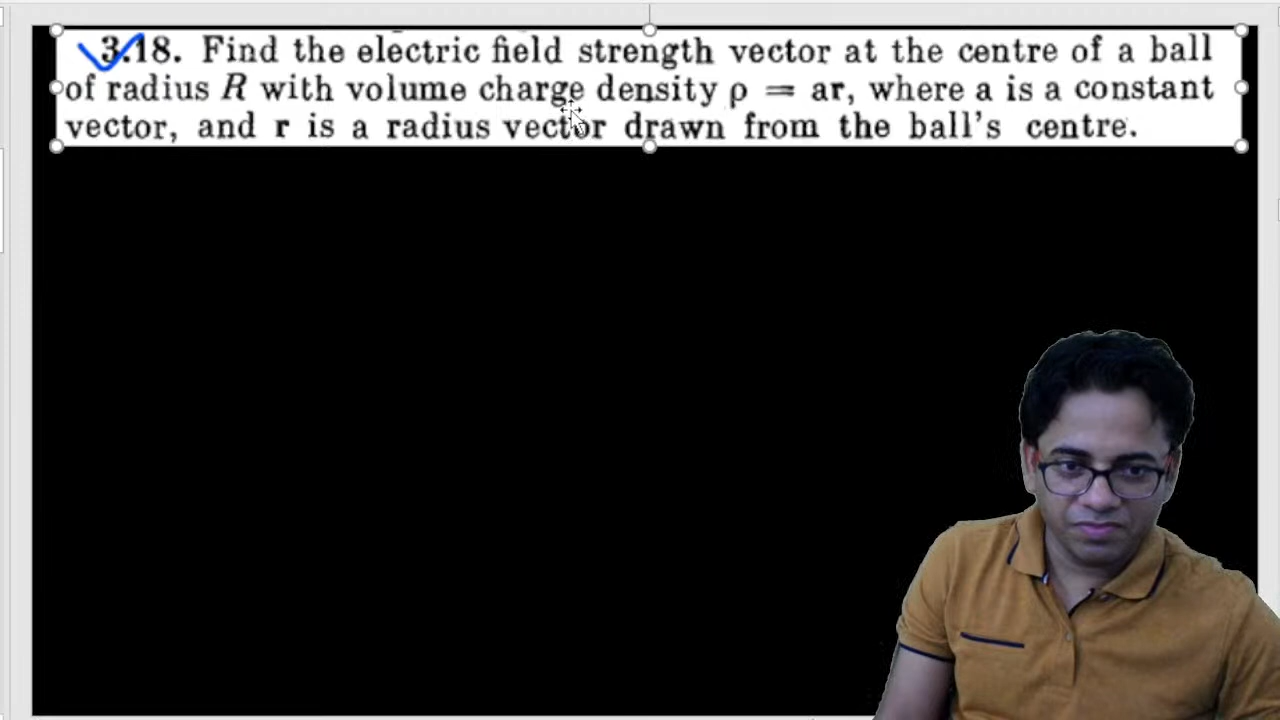 3.18. Find the electric field strength vector at the centre of a ball
of radius R with volume charge density ρ = ar, where a is a constant
vector, and r is a radius vector drawn from the ball's centre.